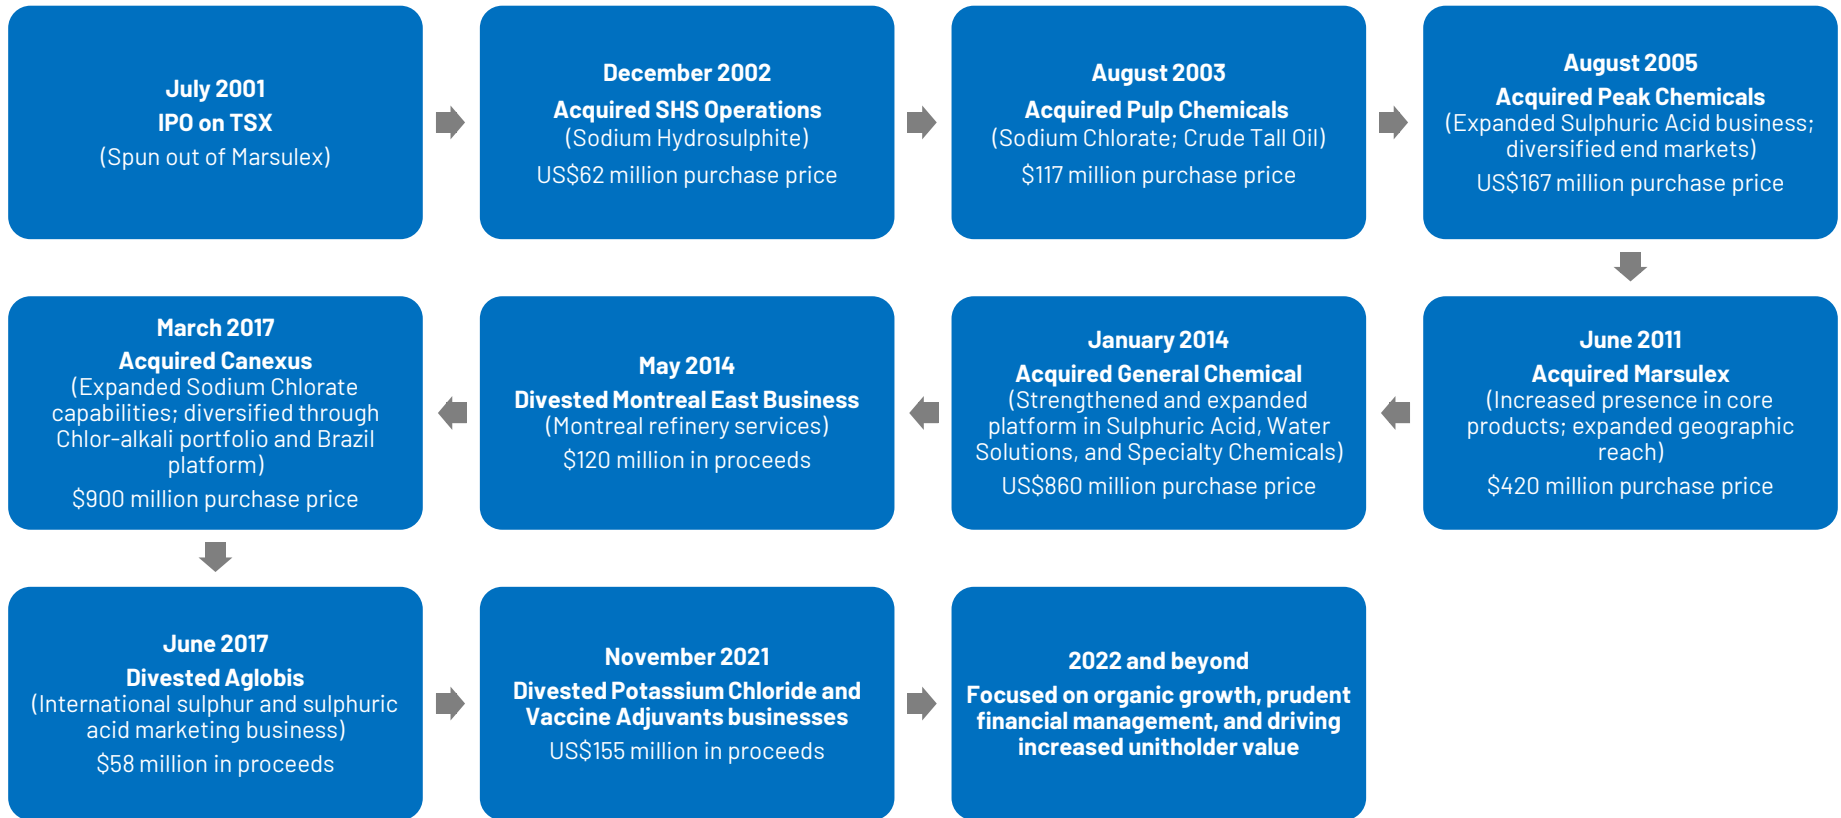 July 2001
IPO on TSX
(Spun out of Marsulex)
December 2002
Acquired SHS Operations
(Sodium Hydrosulphite)
US$62 million purchase price
August 2003
Acquired Pulp Chemicals
(Sodium Chlorate; Crude Tall Oil)
$117 million purchase price
August 2005
Acquired Peak Chemicals
(Expanded Sulphuric Acid business;
diversified end markets)
US$167 million purchase price
June 2011
Acquired Marsulex
(Increased presence in core
products; expanded geographic
reach)
$420 million purchase price
January 2014
Acquired General Chemical
(Strengthened and expanded
platform in Sulphuric Acid, Water
Solutions, and Specialty Chemicals)
US$860 million purchase price
May 2014
Divested Montreal East Business
(Montreal refinery services)
$120 million in proceeds
March 2017
Acquired Canexus
(Expanded Sodium Chlorate
capabilities; diversified through
Chlor-alkali portfolio and Brazil
platform)
$900 million purchase price
June 2017
Divested Aglobis
(International sulphur and sulphuric
acid marketing business)
$58 million in proceeds
November 2021
Divested Potassium Chloride and
Vaccine Adjuvants businesses
US$155 million in proceeds
2022 and beyond
Focused on organic growth, prudent
financial management, and driving
increased unitholder value